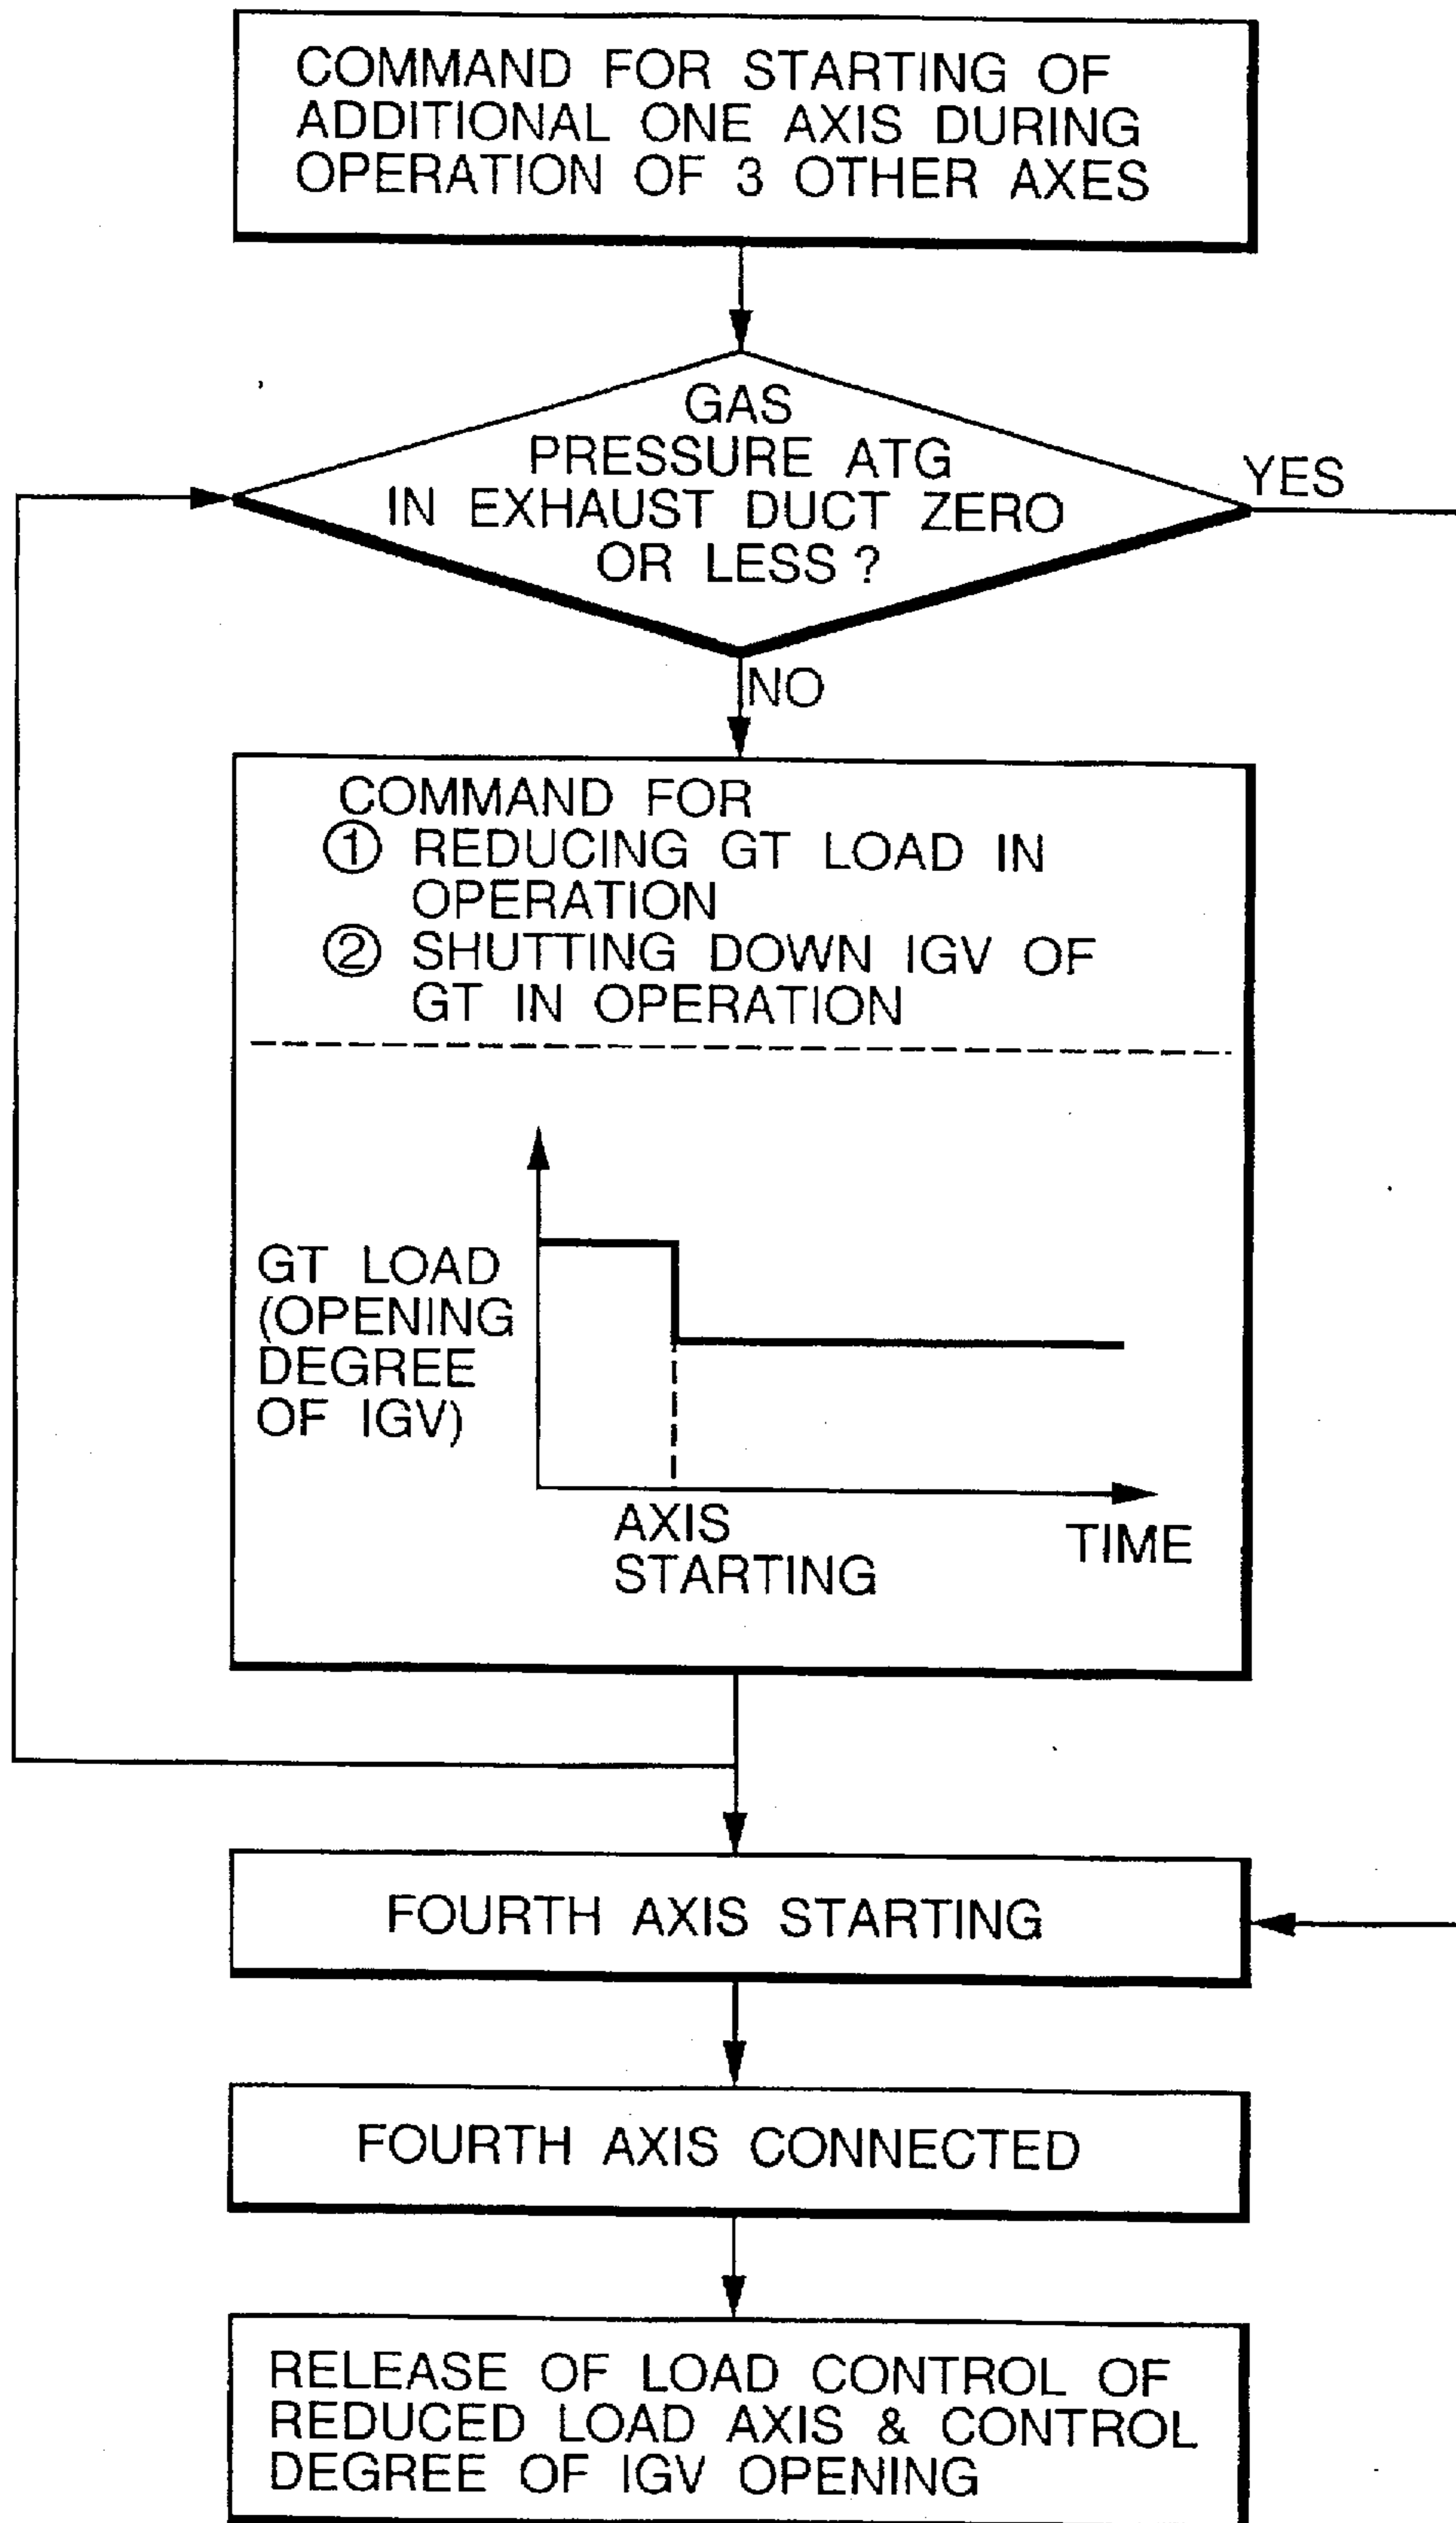 COMMAND FOR STARTING OF
ADDITIONAL ONE AXIS DURING
OPERATION OF 3 OTHER AXES
GAS
PRESSURE ATG
IN EXHAUST DUCT ZERO
OR LESS ?
YES
NO
COMMAND FOR
① REDUCING GT LOAD IN
OPERATION
② SHUTTING DOWN IGV OF
GT IN OPERATION
GT LOAD
(OPENING
DEGREE
OF IGV)
AXIS
STARTING
TIME
FOURTH AXIS STARTING
FOURTH AXIS CONNECTED
RELEASE OF LOAD CONTROL OF
REDUCED LOAD AXIS & CONTROL
DEGREE OF IGV OPENING